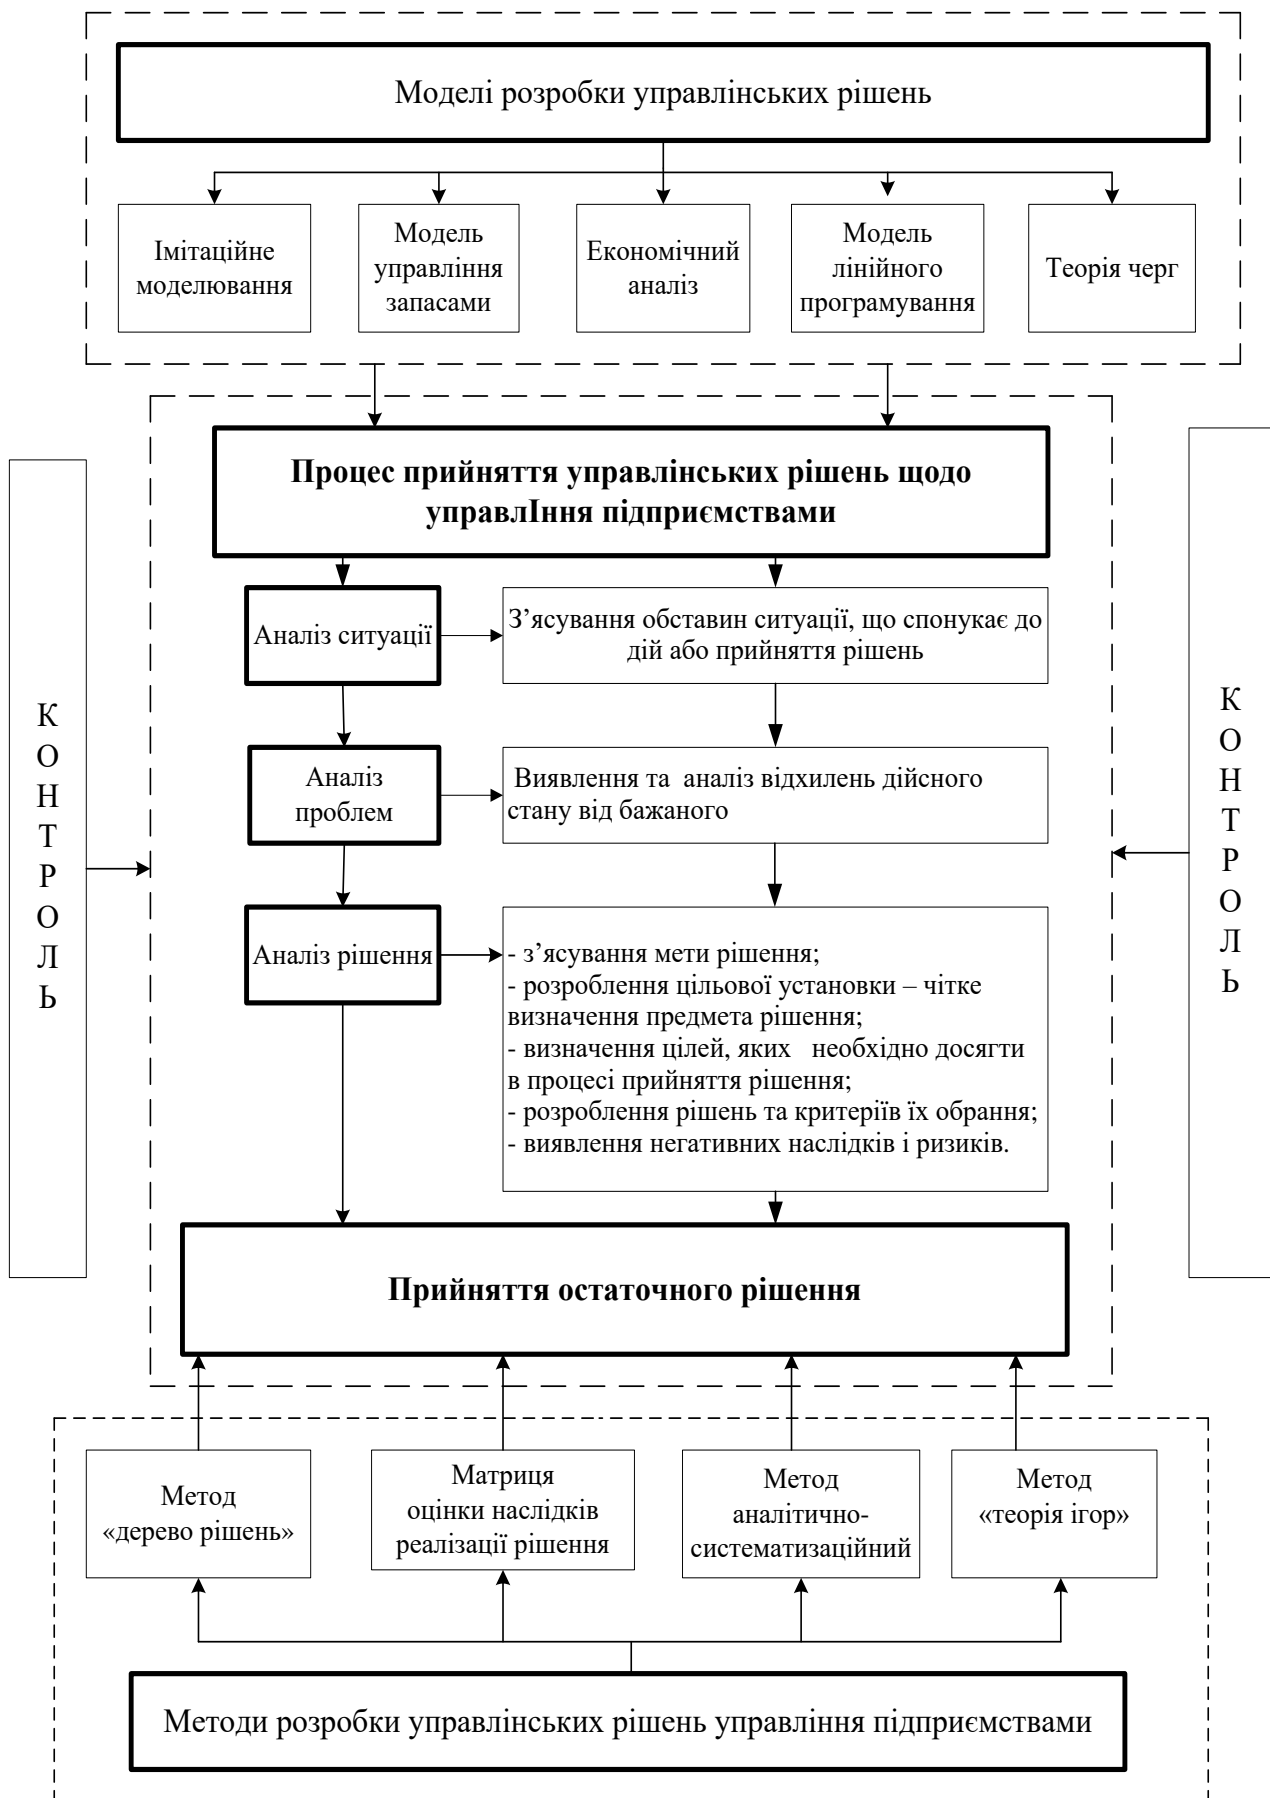 Моделі розробки управлінських рішень
Імітаційне
моделювання
Модель
управління
запасами
Економічний
аналіз
Модель
лінійного
програмування
Теорія черг
Процес прийняття управлінських рішень щодо
управлІння підприємствами
К
О
Н
Т
Р
О
Л
Ь
Аналіз ситуації
З’ясування обставин ситуації, що спонукає до
дій або прийняття рішень
Аналіз
проблем
Виявлення та аналіз відхилень дійсного
стану від бажаного
Аналіз рішення
- з’ясування мети рішення;
- розроблення цільової установки – чітке
визначення предмета рішення;
- визначення цілей, яких необхідно досягти
в процесі прийняття рішення;
- розроблення рішень та критеріїв їх обрання;
- виявлення негативних наслідків і ризиків.
К
О
Н
Т
Р
О
Л
Ь
Прийняття остаточного рішення
Метод
«дерево рішень»
Матриця
оцінки наслідків
реалізації рішення
Метод
аналітично-
систематизаційний
Метод
«теорія ігор»
Методи розробки управлінських рішень управління підприємствами